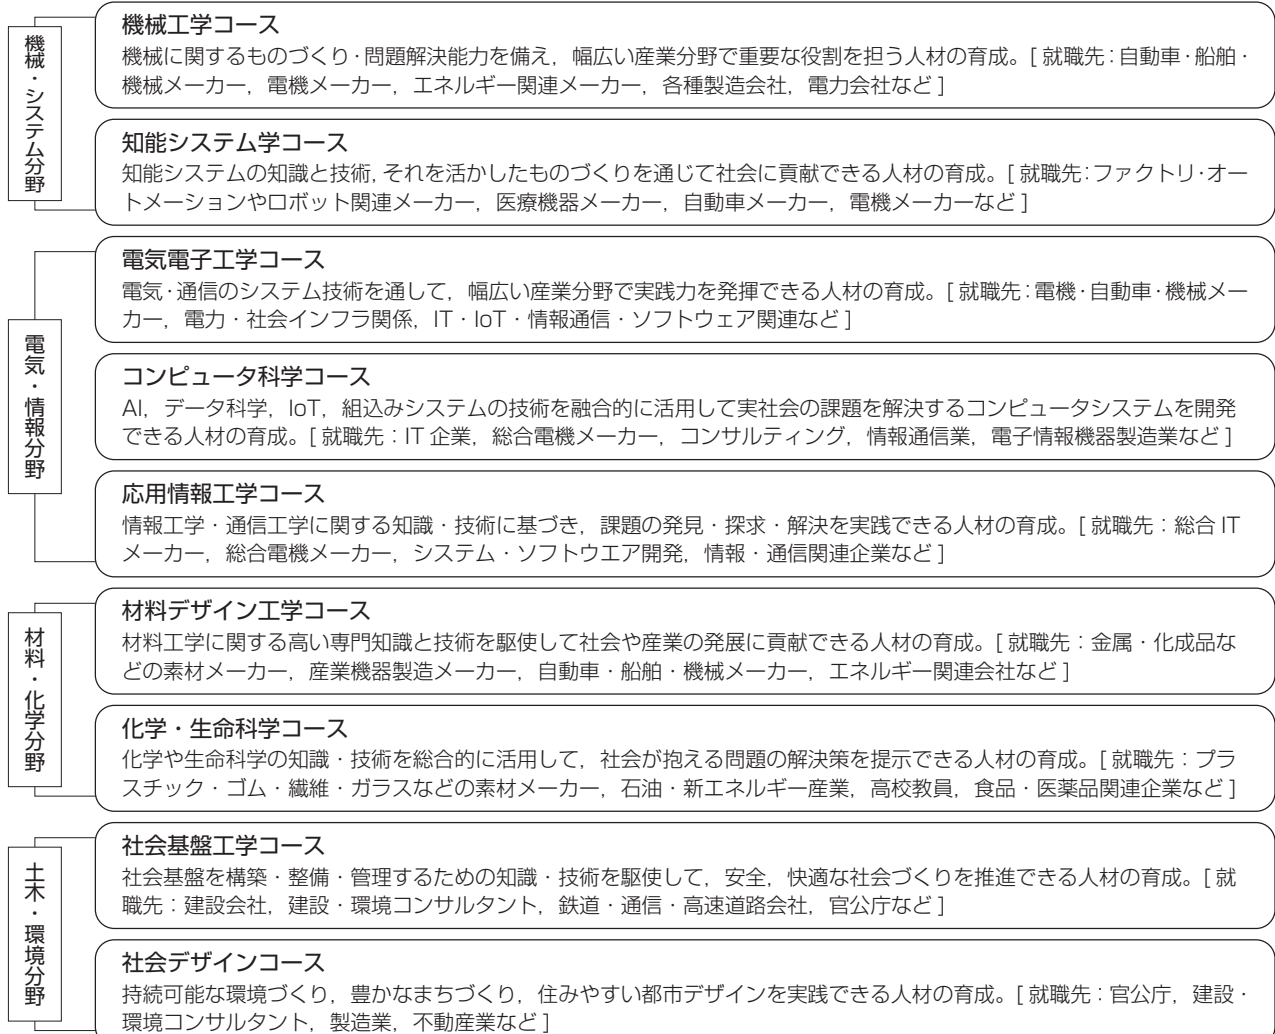 機械・システム分野
機械工学コース
機械に関するものづくり・問題解決能力を備え，幅広い産業分野で重要な役割を担う人材の育成。[ 就職先：自動車・船舶・
機械メーカー，電機メーカー，エネルギー関連メーカー，各種製造会社，電力会社など ]
知能システム学コース
知能システムの知識と技術，それを活かしたものづくりを通じて社会に貢献できる人材の育成。[ 就職先：ファクトリ・オー
トメーションやロボット関連メーカー，医療機器メーカー，自動車メーカー，電機メーカーなど ]
電気・情報分野
電気電子工学コース
電気・通信のシステム技術を通して，幅広い産業分野で実践力を発揮できる人材の育成。[ 就職先：電機・自動車・機械メー
カー，電力・社会インフラ関係，IT・IoT・情報通信・ソフトウェア関連など ]
コンピュータ科学コース
AI，データ科学，IoT，組込みシステムの技術を融合的に活用して実社会の課題を解決するコンピュータシステムを開発
できる人材の育成。[ 就職先：IT 企業，総合電機メーカー，コンサルティング，情報通信業，電子情報機器製造業など ]
応用情報工学コース
情報工学・通信工学に関する知識・技術に基づき，課題の発見・探求・解決を実践できる人材の育成。[ 就職先：総合 IT
メーカー，総合電機メーカー，システム・ソフトウエア開発，情報・通信関連企業など ]
材料・化学分野
材料デザイン工学コース
材料工学に関する高い専門知識と技術を駆使して社会や産業の発展に貢献できる人材の育成。[ 就職先：金属・化成品な
どの素材メーカー，産業機器製造メーカー，自動車・船舶・機械メーカー，エネルギー関連会社など ]
化学・生命科学コース
化学や生命科学の知識・技術を総合的に活用して，社会が抱える問題の解決策を提示できる人材の育成。[ 就職先：プラ
スチック・ゴム・繊維・ガラスなどの素材メーカー，石油・新エネルギー産業，高校教員，食品・医薬品関連企業など ]
土木・環境分野
社会基盤工学コース
社会基盤を構築・整備・管理するための知識・技術を駆使して，安全，快適な社会づくりを推進できる人材の育成。[ 就
職先：建設会社，建設・環境コンサルタント，鉄道・通信・高速道路会社，官公庁など ]
社会デザインコース
持続可能な環境づくり，豊かなまちづくり，住みやすい都市デザインを実践できる人材の育成。[ 就職先：官公庁，建設・
環境コンサルタント，製造業，不動産業など ]